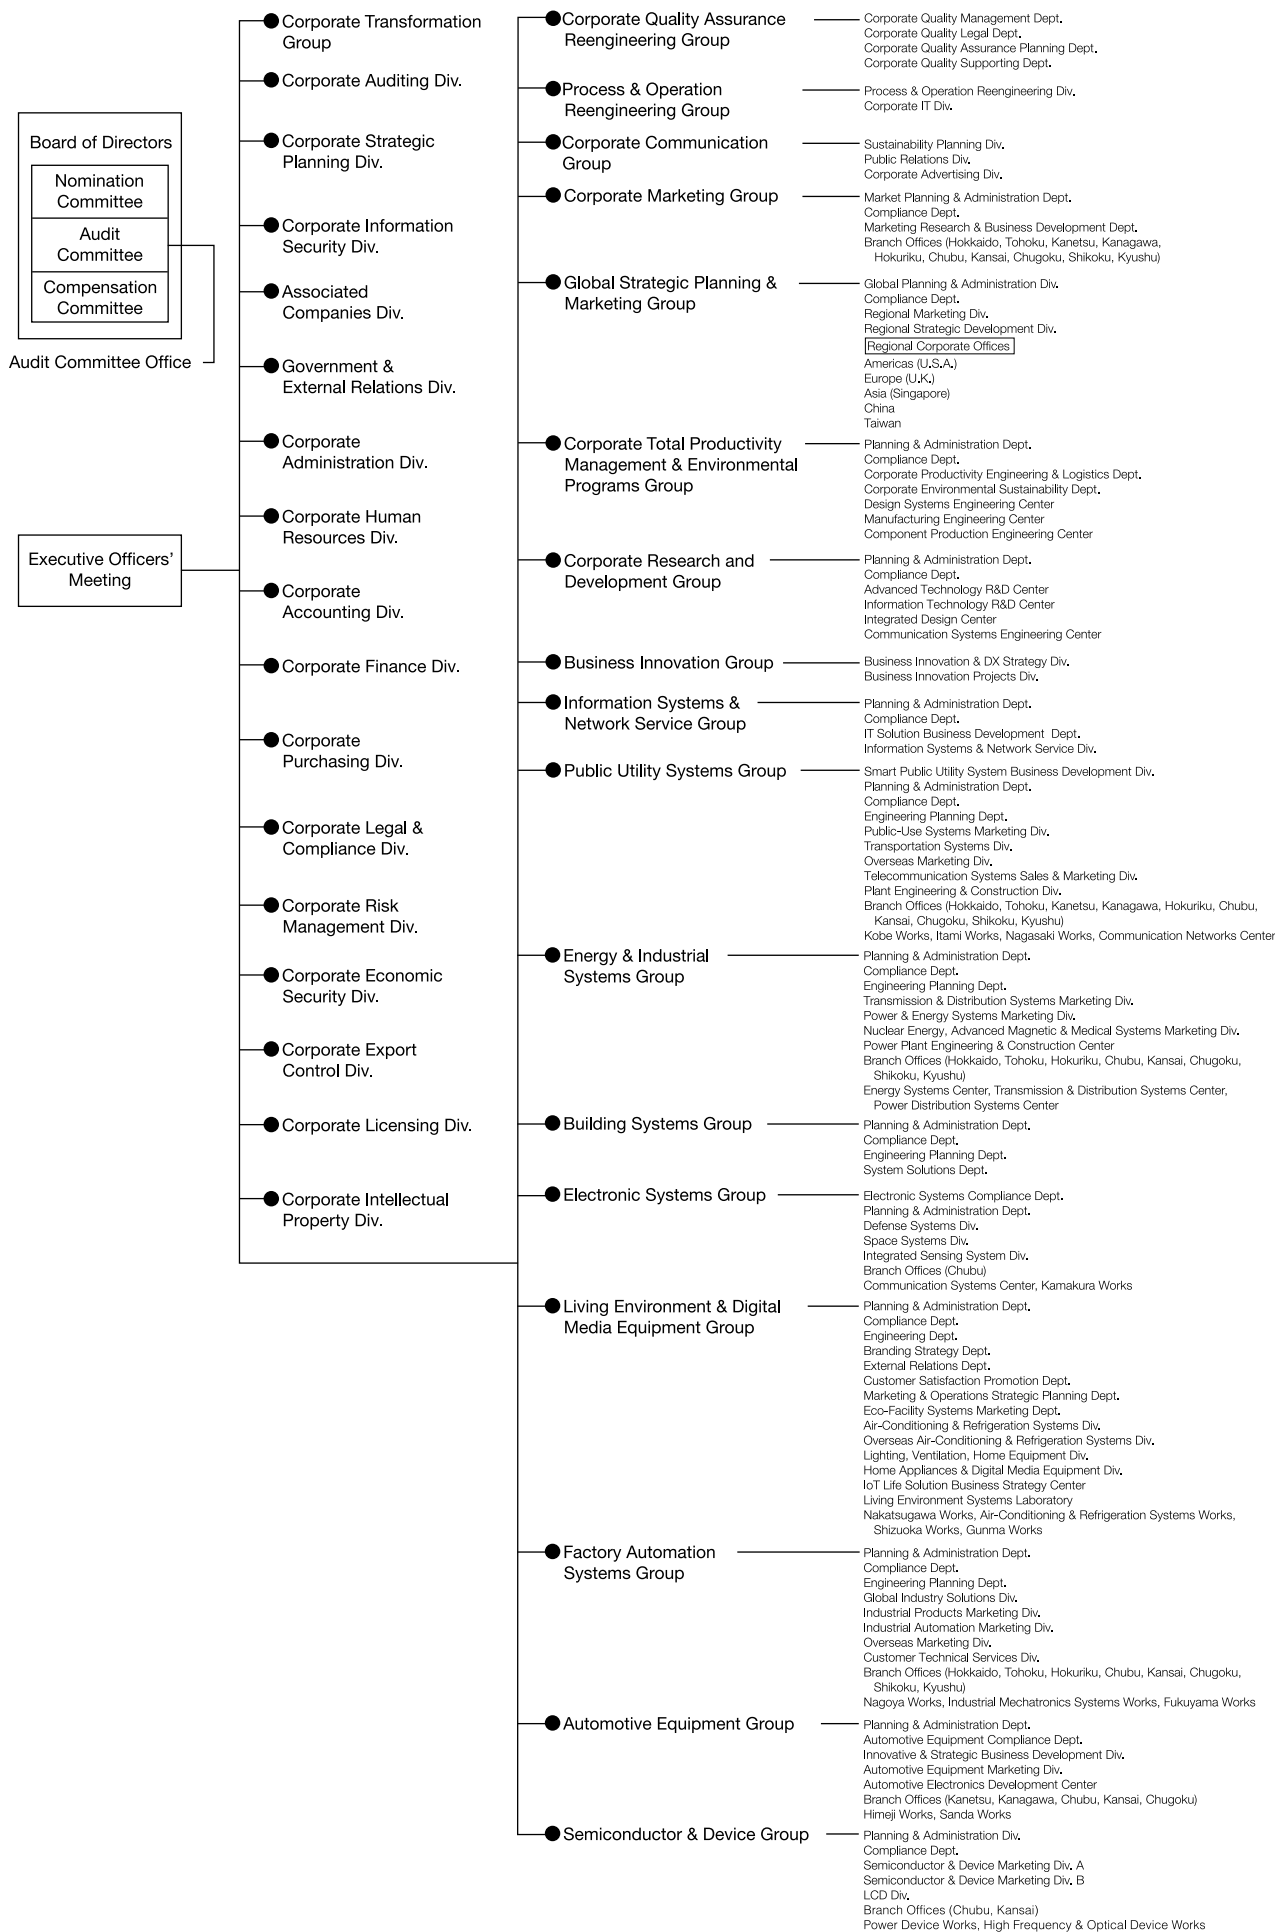 Board of Directors
Nomination
Committee
Audit
Committee
Compensation
Committee
Audit Committee Office
Executive Officers'
Meeting
Corporate Transformation
Group
Corporate Auditing Div.
Corporate Strategic
Planning Div.
Corporate Information
Security Div.
Associated
Companies Div.
Government &
External Relations Div.
Corporate
Administration Div.
Corporate Human
Resources Div.
Corporate
Accounting Div.
Corporate Finance Div.
Corporate
Purchasing Div.
Corporate Legal &
Compliance Div.
Corporate Risk
Management Div.
Corporate Economic
Security Div.
Corporate Export
Control Div.
Corporate Licensing Div.
Corporate Intellectual
Property Div.
Corporate Quality Assurance
Reengineering Group
Corporate Quality Management Dept.
Corporate Quality Legal Dept.
Corporate Quality Assurance Planning Dept.
Corporate Quality Supporting Dept.
Process & Operation
Reengineering Group
Process & Operation Reengineering Div.
Corporate IT Div.
Corporate Communication
Group
Sustainability Planning Div.
Public Relations Div.
Corporate Advertising Div.
Corporate Marketing Group
Market Planning & Administration Dept.
Compliance Dept.
Marketing Research & Business Development Dept.
Branch Offices (Hokkaido, Tohoku, Kanetsu, Kanagawa,
Hokuriku, Chubu, Kansai, Chugoku, Shikoku, Kyushu)
Global Strategic Planning &
Marketing Group
Global Planning & Administration Div.
Compliance Dept.
Regional Marketing Div.
Regional Strategic Development Div.
Regional Corporate Offices
Americas (U.S.A.)
Europe (U.K.)
Asia (Singapore)
China
Taiwan
Corporate Total Productivity
Management & Environmental
Programs Group
Planning & Administration Dept.
Compliance Dept.
Corporate Productivity Engineering & Logistics Dept.
Corporate Environmental Sustainability Dept.
Design Systems Engineering Center
Manufacturing Engineering Center
Component Production Engineering Center
Corporate Research and
Development Group
Planning & Administration Dept.
Compliance Dept.
Advanced Technology R&D Center
Information Technology R&D Center
Integrated Design Center
Communication Systems Engineering Center
Business Innovation Group
Business Innovation & DX Strategy Div.
Business Innovation Projects Div.
Information Systems &
Network Service Group
Planning & Administration Dept.
Compliance Dept.
IT Solution Business Development Dept.
Information Systems & Network Service Div.
Public Utility Systems Group
Smart Public Utility System Business Development Div.
Planning & Administration Dept.
Compliance Dept.
Engineering Planning Dept.
Public-Use Systems Marketing Div.
Transportation Systems Div.
Overseas Marketing Div.
Telecommunication Systems Sales & Marketing Div.
Plant Engineering & Construction Div.
Branch Offices (Hokkaido, Tohoku, Kanetsu, Kanagawa, Hokuriku, Chubu,
Kansai, Chugoku, Shikoku, Kyushu)
Kobe Works, Itami Works, Nagasaki Works, Communication Networks Center
Energy & Industrial
Systems Group
Planning & Administration Dept.
Compliance Dept.
Engineering Planning Dept.
Transmission & Distribution Systems Marketing Div.
Power & Energy Systems Marketing Div.
Nuclear Energy, Advanced Magnetic & Medical Systems Marketing Div.
Power Plant Engineering & Construction Center
Branch Offices (Hokkaido, Tohoku, Hokuriku, Chubu, Kansai, Chugoku,
Shikoku, Kyushu)
Energy Systems Center, Transmission & Distribution Systems Center,
Power Distribution Systems Center
Building Systems Group
Planning & Administration Dept.
Compliance Dept.
Engineering Planning Dept.
System Solutions Dept.
Electronic Systems Group
Electronic Systems Compliance Dept.
Planning & Administration Dept.
Defense Systems Div.
Space Systems Div.
Integrated Sensing System Div.
Branch Offices (Chubu)
Communication Systems Center, Kamakura Works
Living Environment & Digital
Media Equipment Group
Planning & Administration Dept.
Compliance Dept.
Engineering Dept.
Branding Strategy Dept.
External Relations Dept.
Customer Satisfaction Promotion Dept.
Marketing & Operations Strategic Planning Dept.
Eco-Facility Systems Marketing Dept.
Air-Conditioning & Refrigeration Systems Div.
Overseas Air-Conditioning & Refrigeration Systems Div.
Lighting, Ventilation, Home Equipment Div.
Home Appliances & Digital Media Equipment Div.
IoT Life Solution Business Strategy Center
Living Environment Systems Laboratory
Nakatsugawa Works, Air-Conditioning & Refrigeration Systems Works,
Shizuoka Works, Gunma Works
Factory Automation
Systems Group
Planning & Administration Dept.
Compliance Dept.
Engineering Planning Dept.
Global Industry Solutions Div.
Industrial Products Marketing Div.
Industrial Automation Marketing Div.
Overseas Marketing Div.
Customer Technical Services Div.
Branch Offices (Hokkaido, Tohoku, Hokuriku, Chubu, Kansai, Chugoku,
Shikoku, Kyushu)
Nagoya Works, Industrial Mechatronics Systems Works, Fukuyama Works
Automotive Equipment Group
Planning & Administration Dept.
Automotive Equipment Compliance Dept.
Innovative & Strategic Business Development Div.
Automotive Equipment Marketing Div.
Automotive Electronics Development Center
Branch Offices (Kanetsu, Kanagawa, Chubu, Kansai, Chugoku)
Himeji Works, Sanda Works
Semiconductor & Device Group
Planning & Administration Div.
Compliance Dept.
Semiconductor & Device Marketing Div. A
Semiconductor & Device Marketing Div. B
LCD Div.
Branch Offices (Chubu, Kansai)
Power Device Works, High Frequency & Optical Device Works